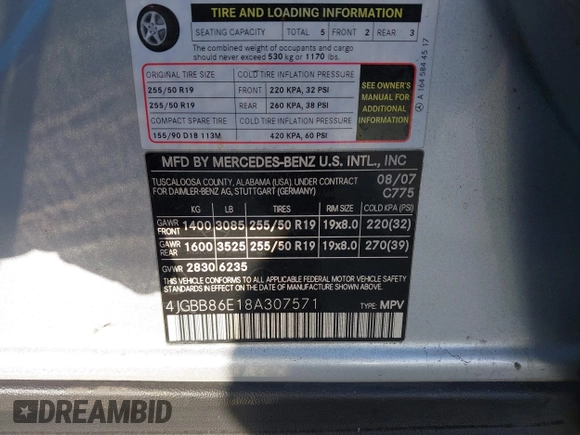 TIRE AND LOADING INFORMATION
SEATING CAPACITY TOTAL 5 FRONT 2 REAR 3
The combined weight of occupants and cargo
should never exceed 530 kg or 1170 lbs.
ORIGINAL TIRE SIZE COLD TIRE INFLATION PRESSURE
255/50 R19 FRONT 220 KPA, 32 PSI
255/50 R19 REAR 260 KPA, 38 PSI
COMPACT SPARE TIRE COLD TIRE INFLATION PRESSURE
155/90 D18 113M 420 KPA, 60 PSI
SEE OWNER'S
MANUAL FOR
ADDITIONAL
INFORMATION
A 164 584 45 17
MFD BY MERCEDES-BENZ U.S. INTL., INC
TUSCALOOSA COUNTY, ALABAMA (USA), UNDER CONTRACT
FOR DAIMLER-BENZ AG, STUTTGART (GERMANY)
08/07
C775
KG LB TIRES RIM SIZE COLD KPA (PSI)
GAWR FRONT 1400 3085 255/50 R19 19x8.0 220(32)
GAWR REAR 1600 3525 255/50 R19 19x8.0 270(39)
GVWR 2830 6235
THIS VEHICLE CONFORMS TO ALL APPLICABLE FEDERAL MOTOR VEHICLE SAFETY
STANDARDS IN EFFECT ON THE DATE OF MANUFACTURE SHOWN ABOVE.
4JGBB86E18A307571 TYPE: MPV
DREAMBID